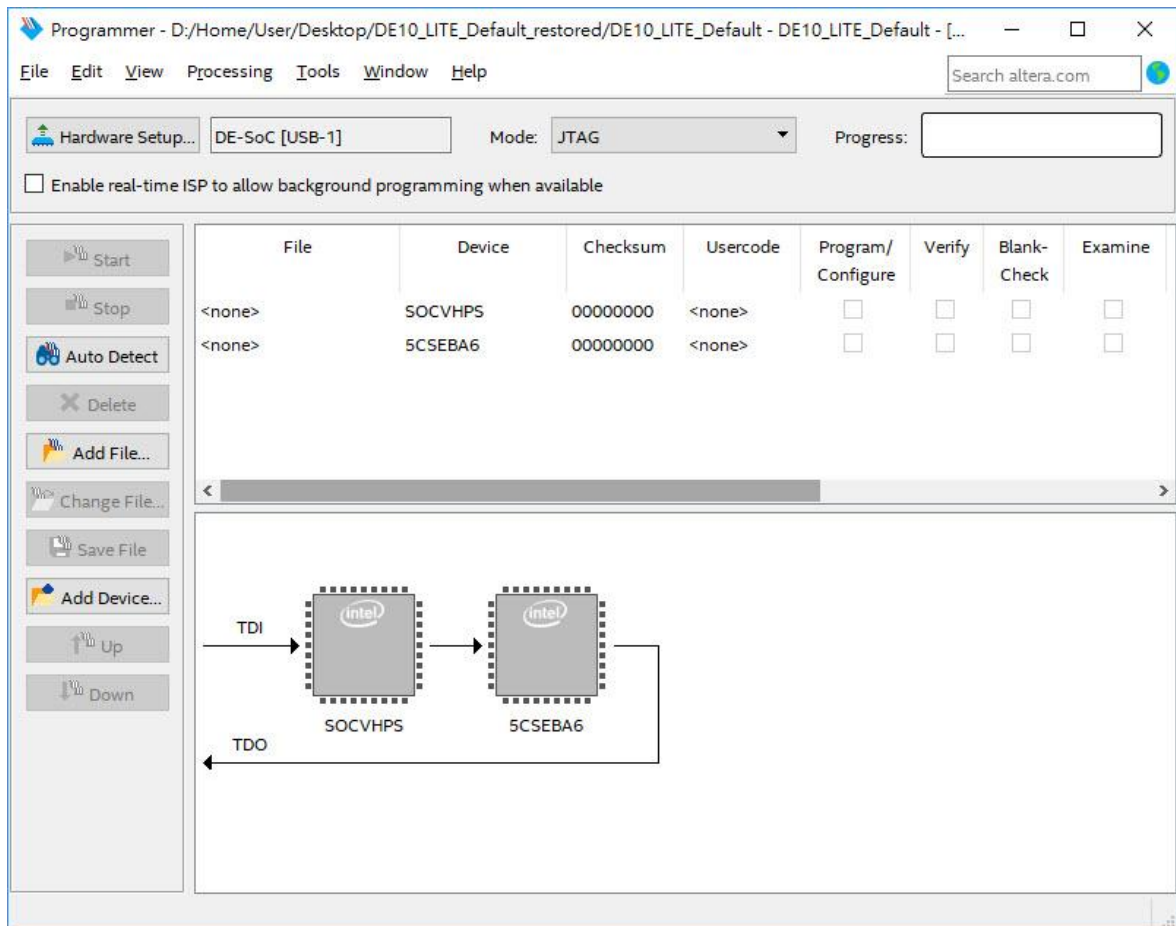 Programmer - D:/Home/User/Desktop/DE10_LITE_Default_restored/DE10_LITE_Default - DE10_LITE_Default - [...
File Edit View Processing Tools Window Help
Search altera.com
Hardware Setup... DE-SoC [USB-1] Mode: JTAG Progress:
Enable real-time ISP to allow background programming when available
Start
Stop
Auto Detect
Delete
Add File...
Change File...
Save File
Add Device...
Up
Down
File Device Checksum Usercode Program/ Configure Verify Blank- Check Examine
<none> SOCVHPS 00000000 <none>
<none> 5CSEBA6 00000000 <none>
TDI
intel
intel
SOCVHPS
5CSEBA6
TDO